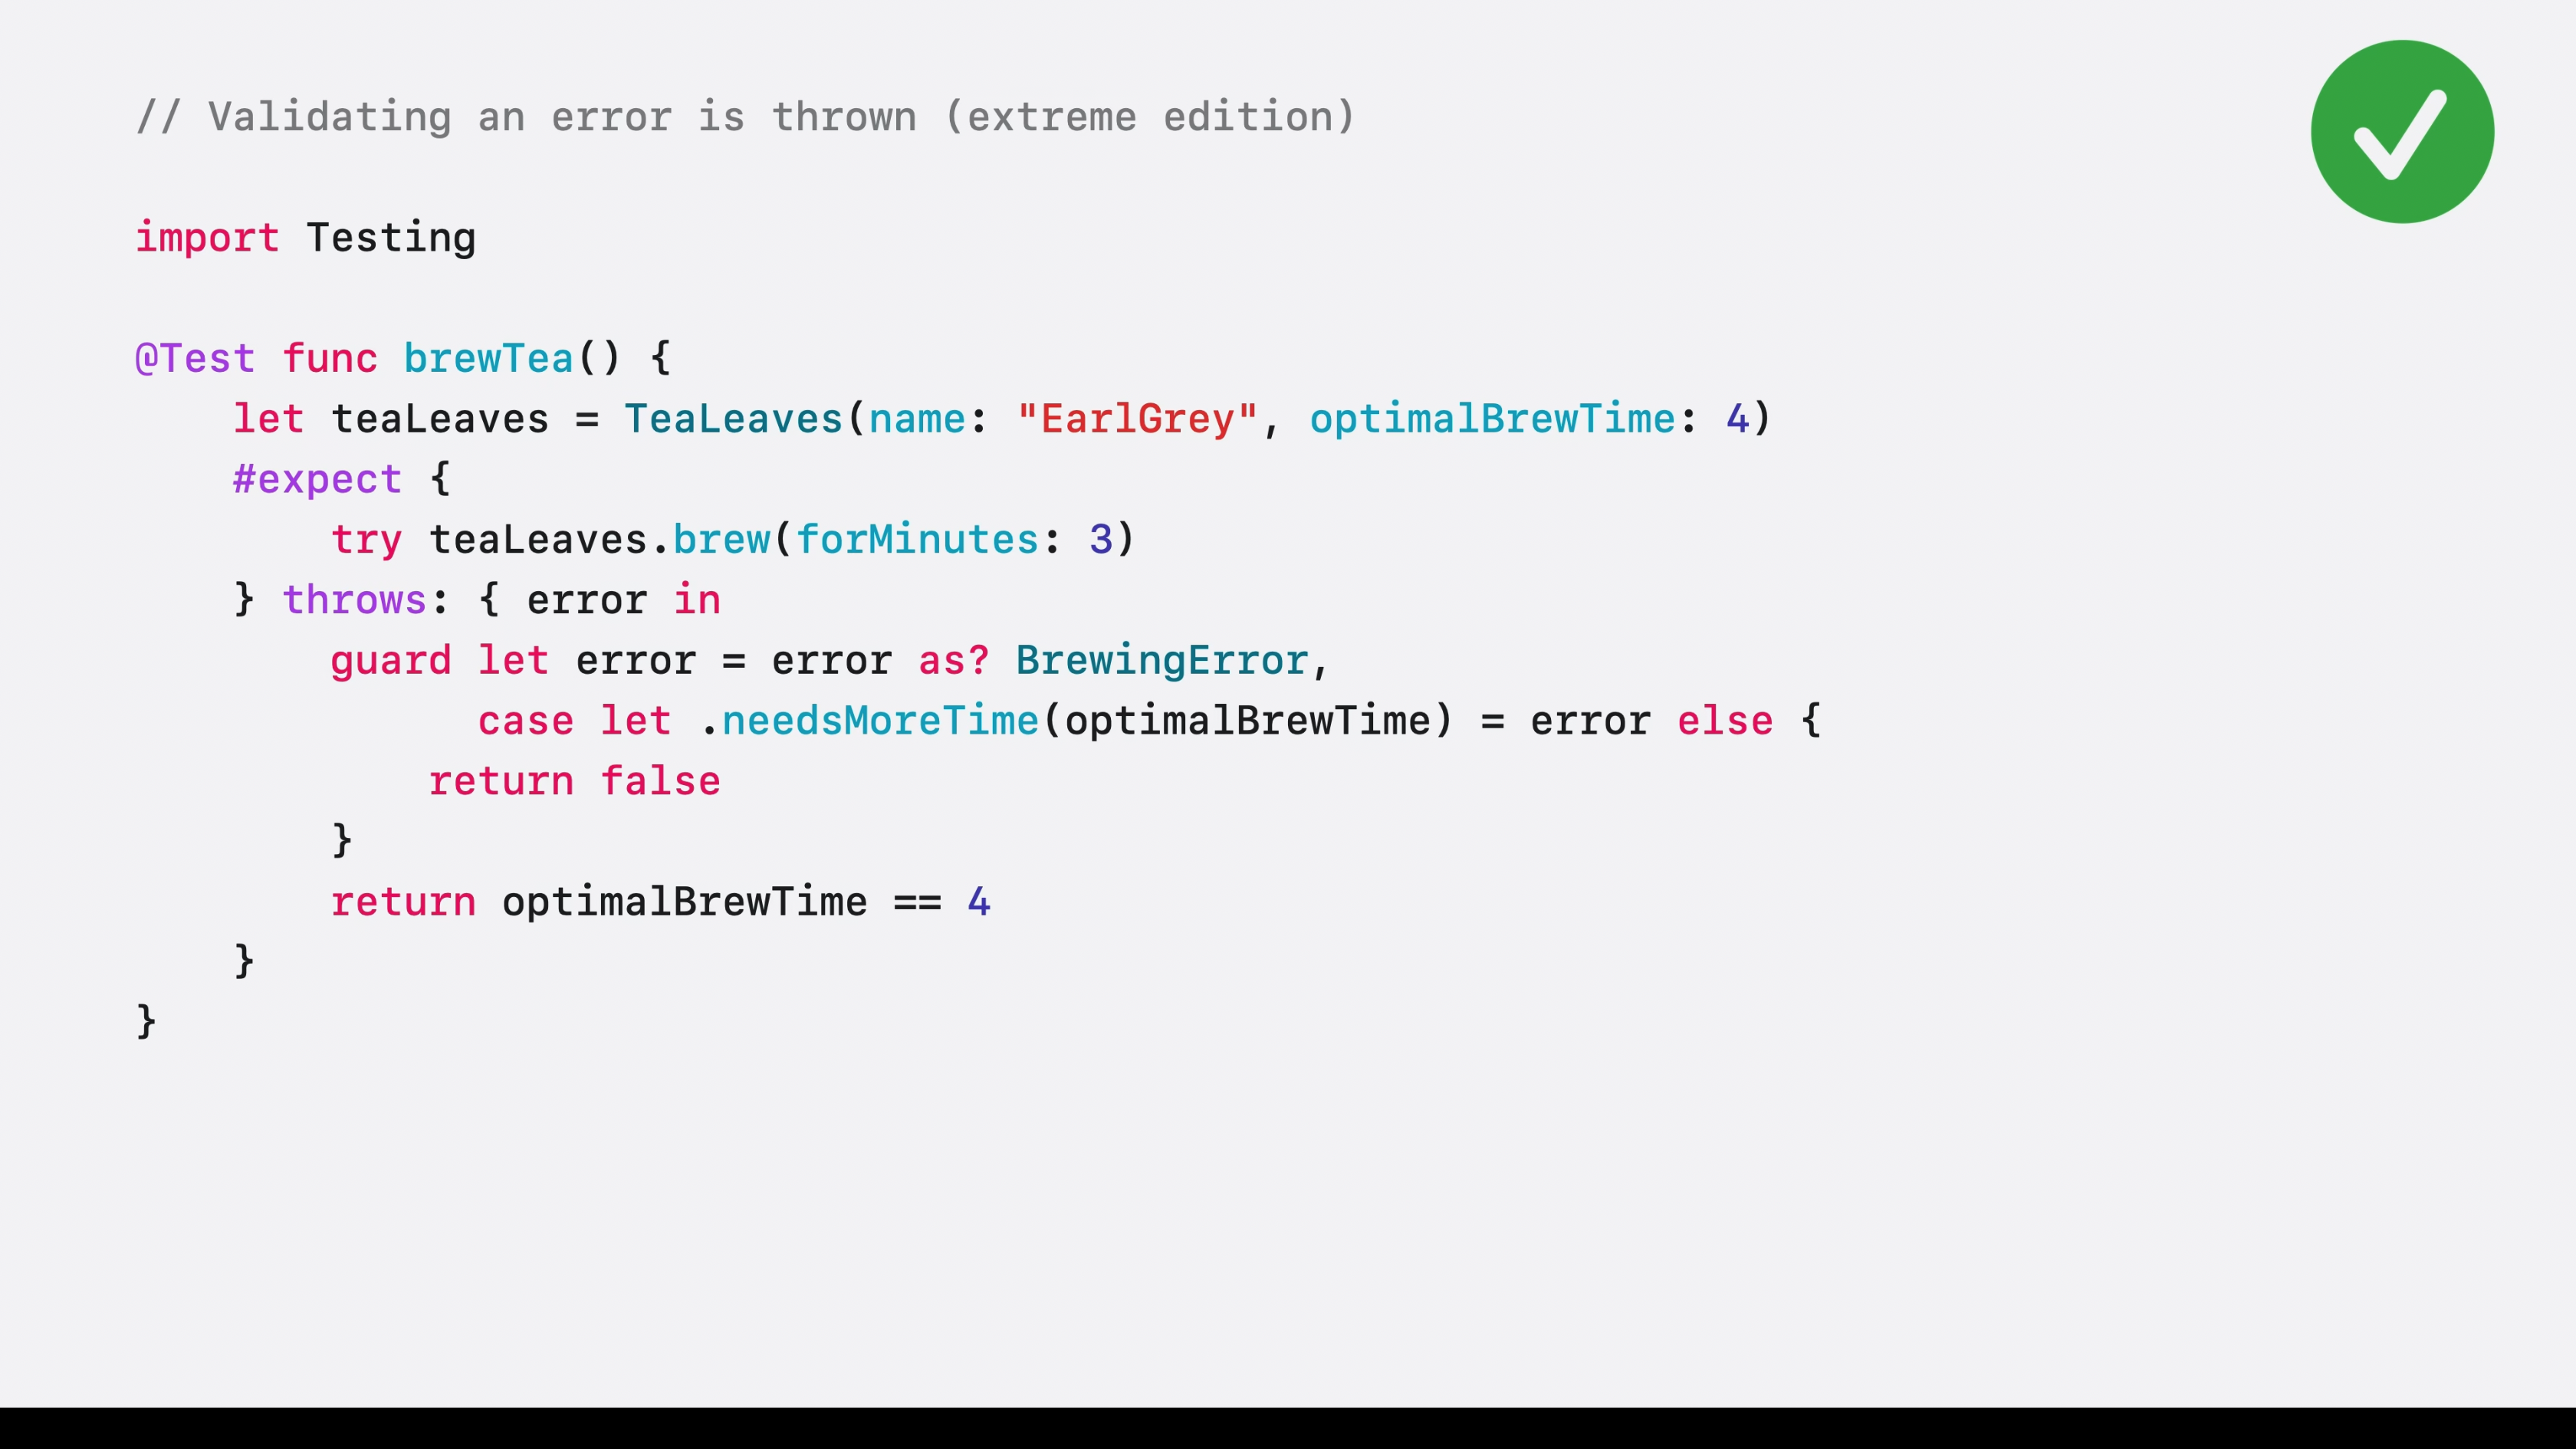 // Validating an error is thrown (extreme edition)
import Testing
@Test func brewTea() {
    let teaLeaves = TeaLeaves(name: "EarlGrey", optimalBrewTime: 4)
    #expect {
        try teaLeaves.brew(forMinutes: 3)
    } throws: { error in
        guard let error = error as? BrewingError,
              case let .needsMoreTime(optimalBrewTime) = error else {
            return false
        }
        return optimalBrewTime == 4
    }
}